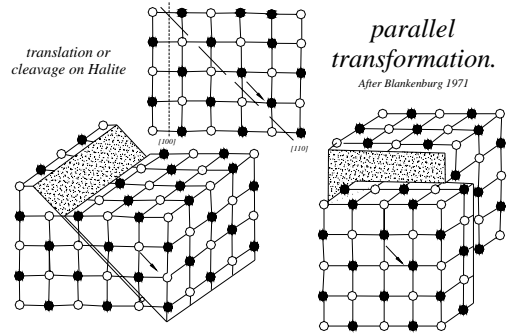 translation or
cleavage on Halite
parallel
transformation.
After Blankenburg 1971
[100]
[110]